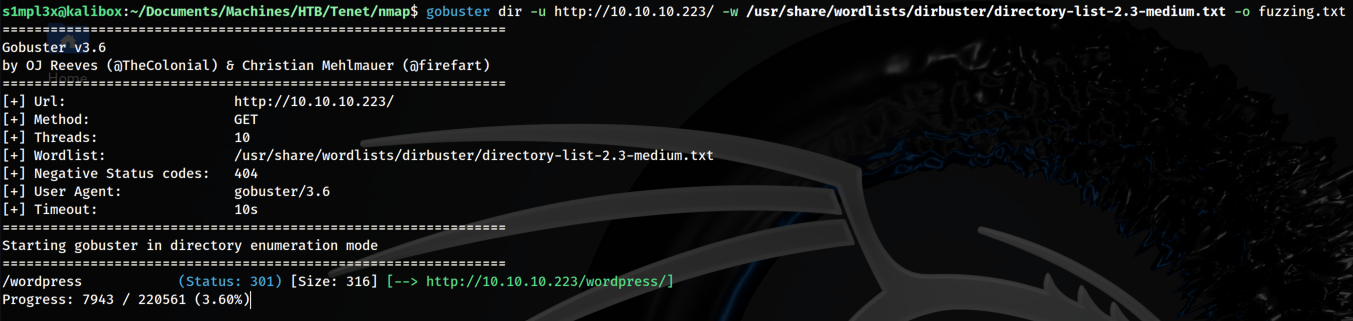 s1mpl3x@kalibox:~/Documents/Machines/HTB/Tenet/nmap$ gobuster dir -u http://10.10.10.223/ -w /usr/share/wordlists/dirbuster/directory-list-2.3-medium.txt -o fuzzing.txt
===============================================================
Gobuster v3.6
by OJ Reeves (@TheColonial) & Christian Mehlmauer (@firefart)
Home
===============================================================
[+] Url:                     http://10.10.10.223/
[+] Method:                  GET
[+] Threads:                 10
[+] Wordlist:                /usr/share/wordlists/dirbuster/directory-list-2.3-medium.txt
[+] Negative Status codes:   404
[+] User Agent:              gobuster/3.6
[+] Timeout:                 10s
===============================================================
Starting gobuster in directory enumeration mode
===============================================================
/wordpress            (Status: 301) [Size: 316] [--> http://10.10.10.223/wordpress/]
Progress: 7943 / 220561 (3.60%)